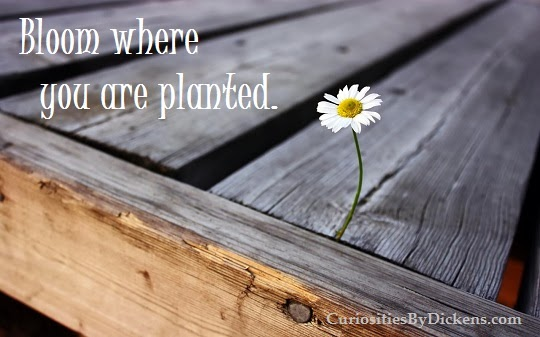 Bloom where
you are planted.
CuriositiesByDickens.com